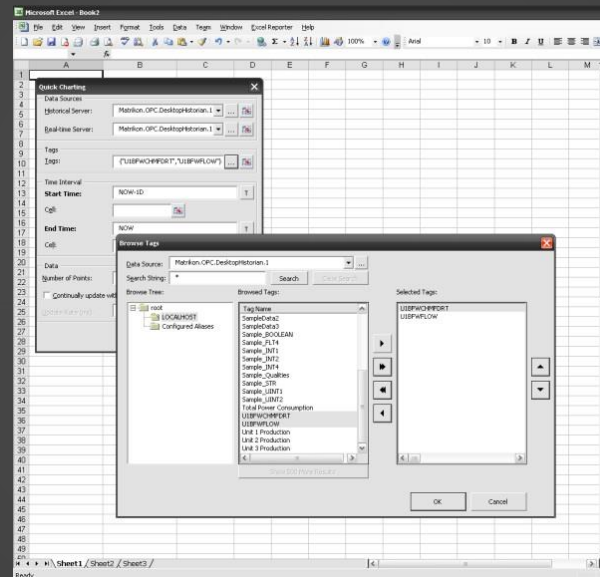 Microsoft Excel - Book2
File Edit View Insert Format Tools Data Tegys Window Excel Reporter Help
100% Arial 10 B I U
A B C D E F G H I J K L M
Quick Charting
Data Sources
Historical Server: Matrikon.OPC.DesktopHistorian.1 ...
Real-time Server: Matrikon.OPC.DesktopHistorian.1 ...
Tags
Tags: {"U1BFWCHMFDRT","U1BFWFLOW"} ...
Time Interval
Start Time: NOW-1D T
Cell:
End Time: NOW T
Cell:
Data
Number of Points:
Continually update with
Browse Tags
Data Source: Matrikon.OPC.DesktopHistorian.1 ...
Search String: * Search Clear Search
Browse Tree: Browsed Tags: Selected Tags:
root
LOCALHOST
Configured Aliases
Tag Name
SampleData2
SampleData3
Sample_BOOLEAN
Sample_FLT4
Sample_INT1
Sample_INT2
Sample_INT4
Sample_Qualities
Sample_STR
Sample_UINT1
Sample_UINT2
Total Power Consumption
U1BFWCHMFDRT
U1BFWFLOW
Unit 1 Production
Unit 2 Production
Unit 3 Production
U1BFWCHMFDRT
U1BFWFLOW
OK Cancel
Sheet1 / Sheet2 / Sheet3 /
Ready